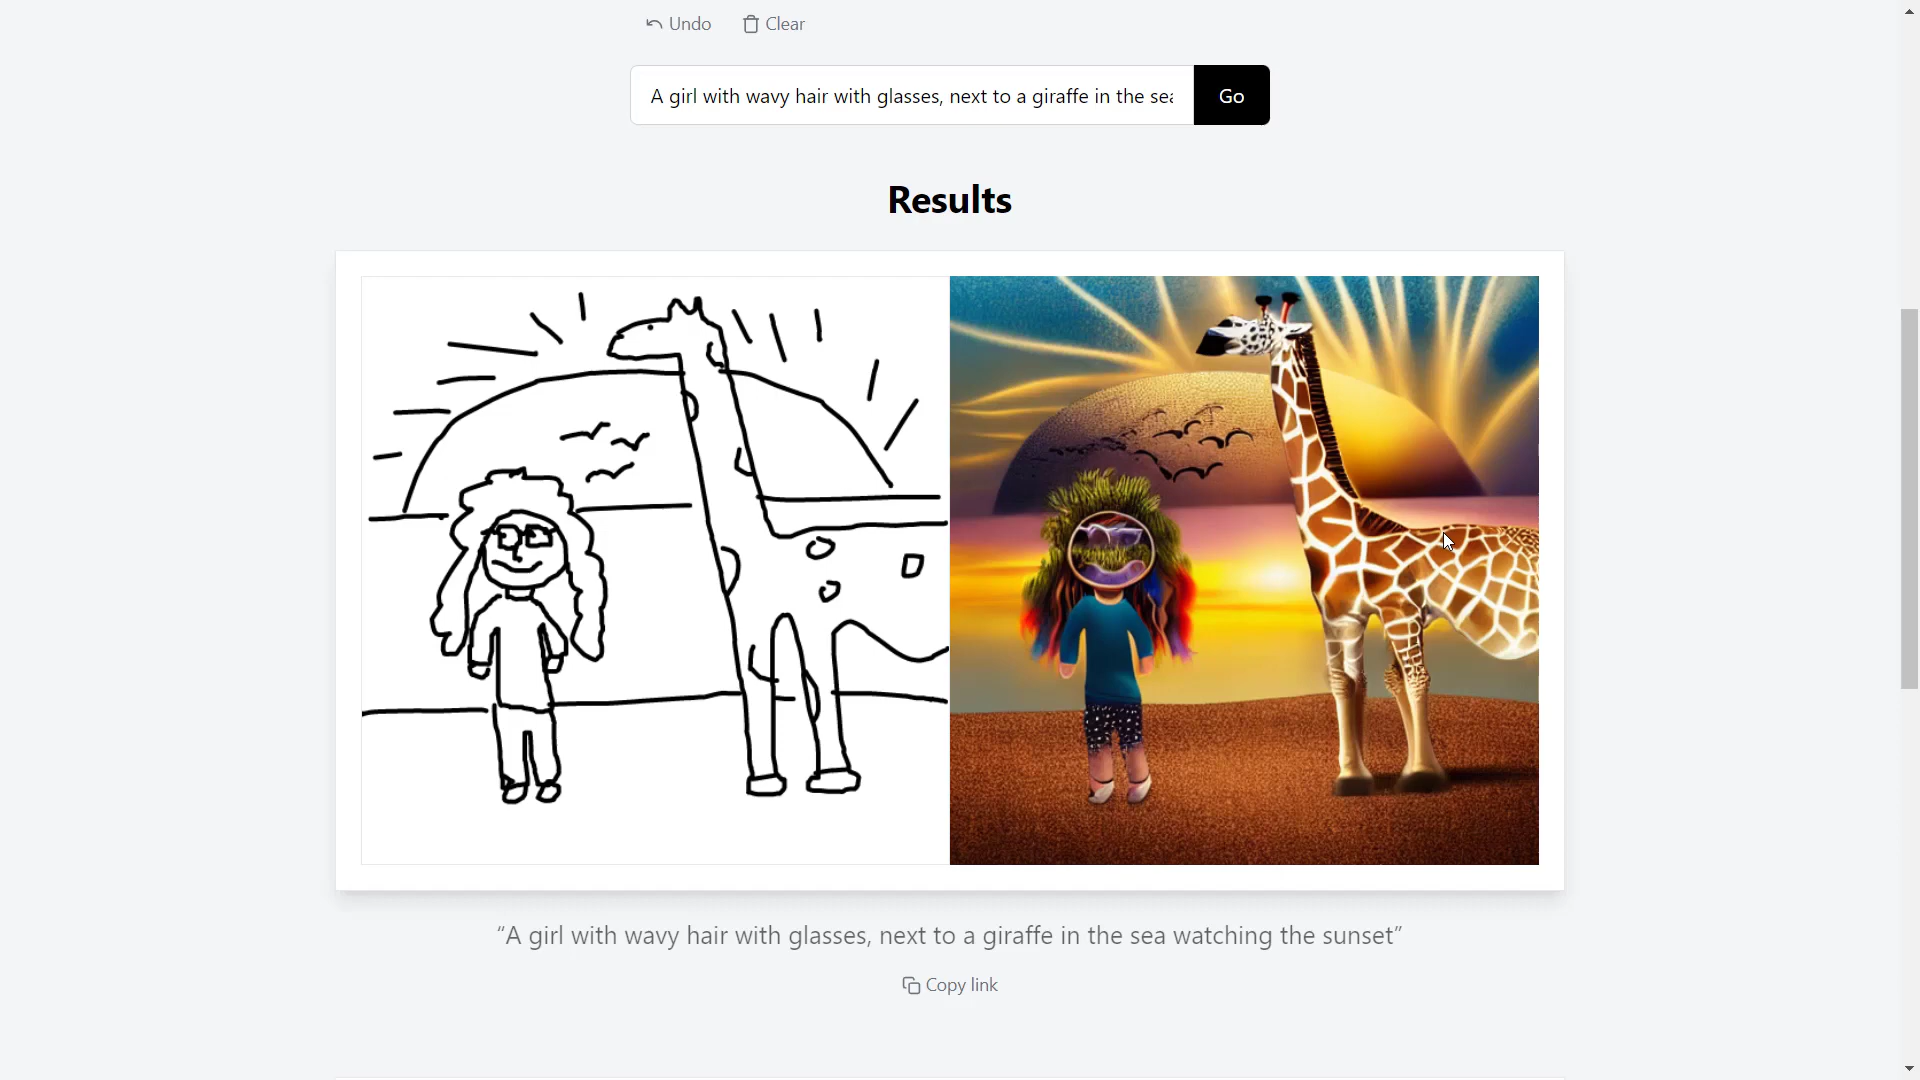 Undo Clear
A girl with wavy hair with glasses, next to a giraffe in the sea Go
Results
“A girl with wavy hair with glasses, next to a giraffe in the sea watching the sunset”
Copy link